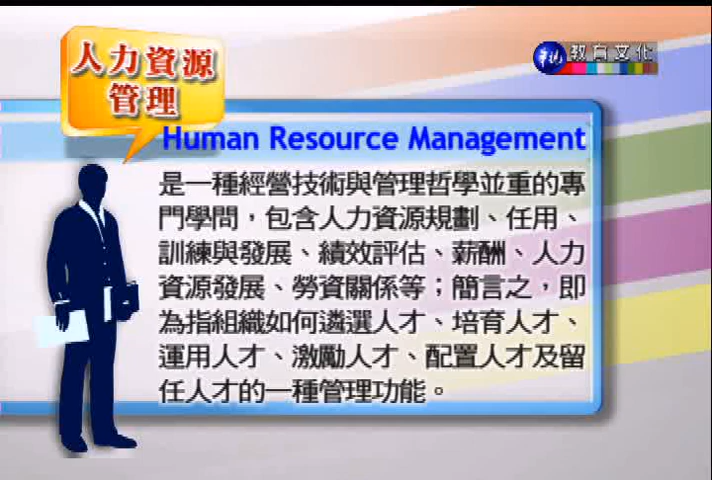 人力資源
管理
華視 教育文化
Human Resource Management
是一種經營技術與管理哲學並重的專
門學問，包含人力資源規劃、任用、
訓練與發展、績效評估、薪酬、人力
資源發展、勞資關係等；簡言之，即
為指組織如何遴選人才、培育人才、
運用人才、激勵人才、配置人才及留
任人才的一種管理功能。